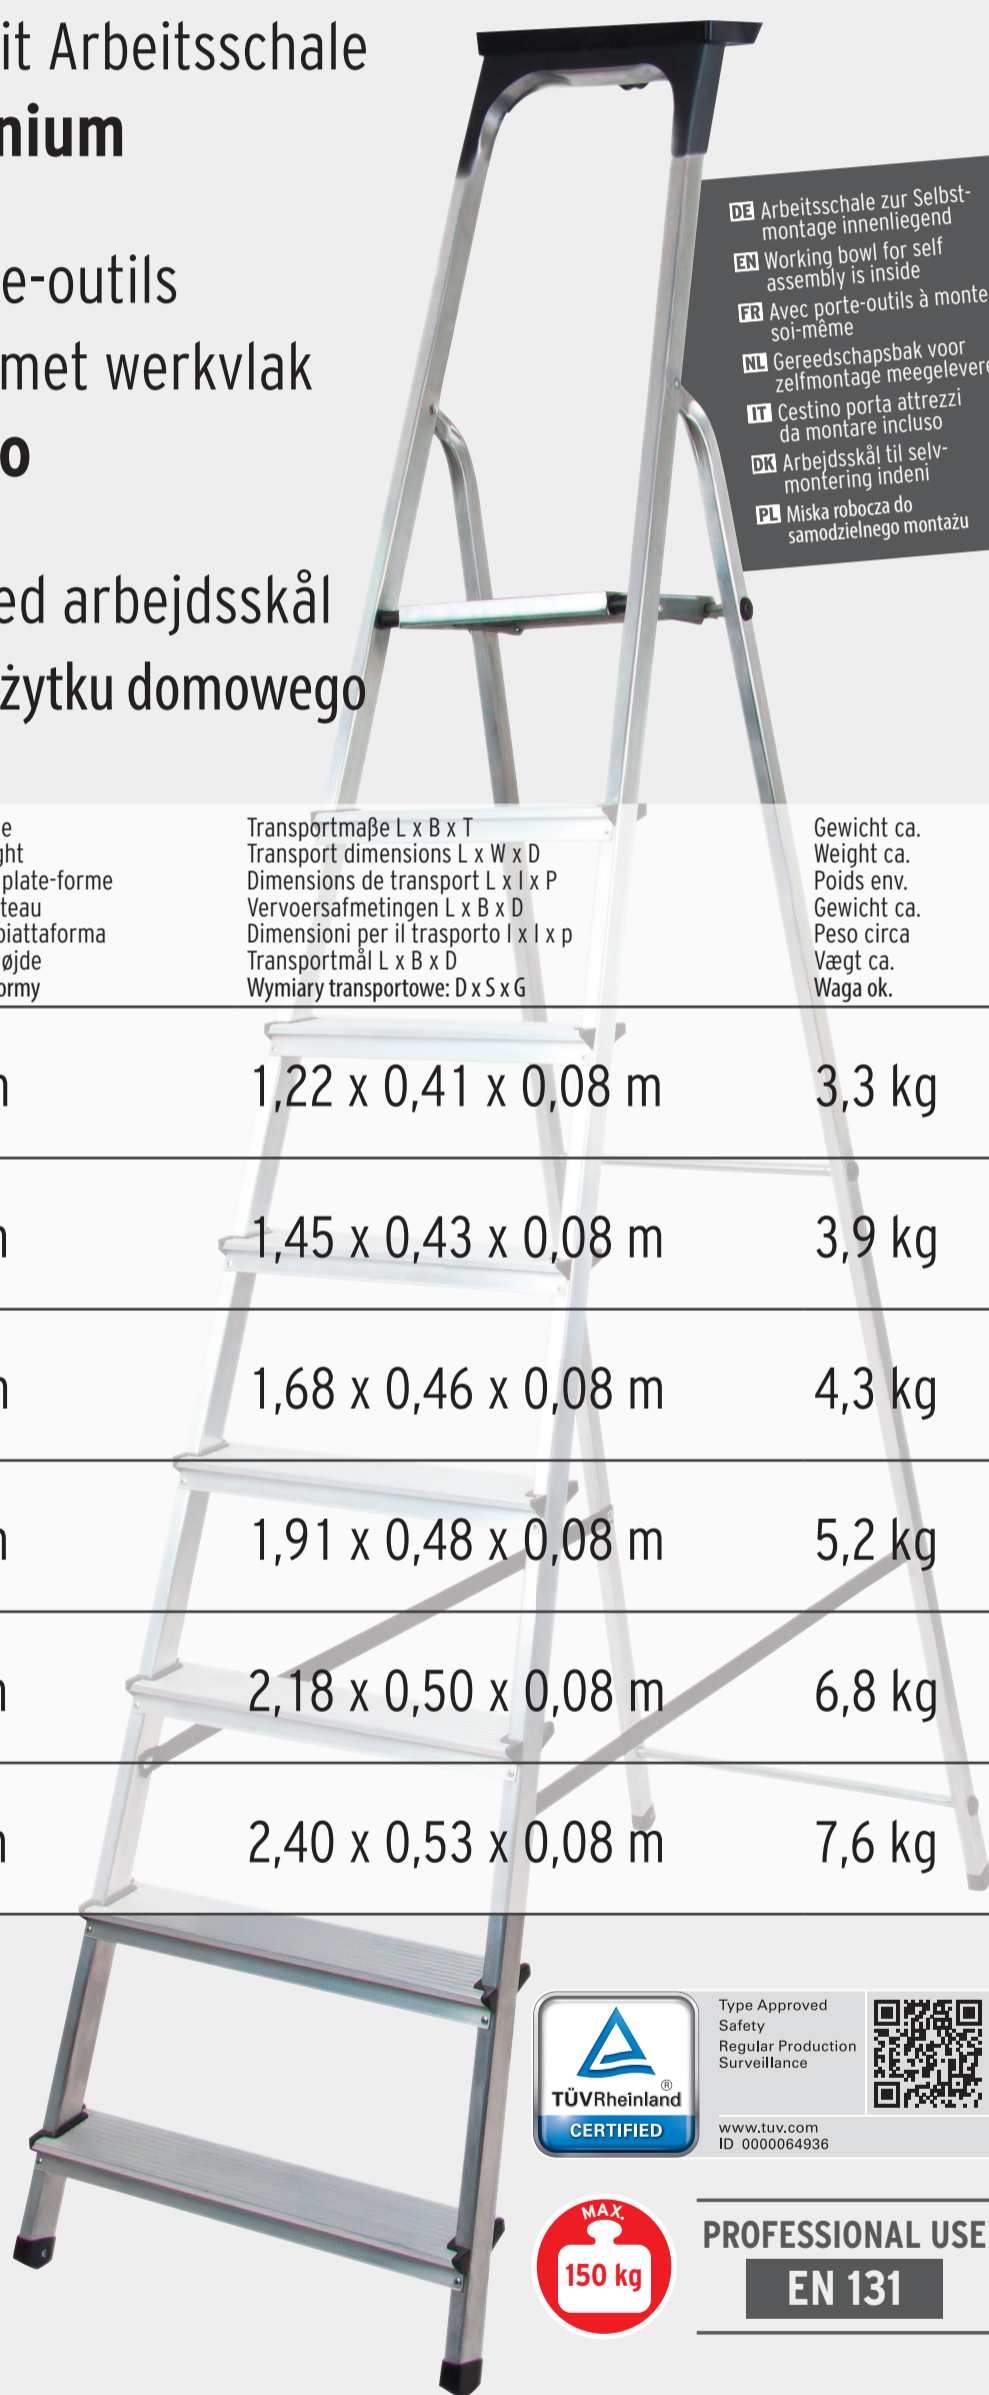 it Arbeitsschale
nium
e-outils
met werkvlak
o
ed arbejdsskål
żytku domowego
DE Arbeitsschale zur Selbst-
montage innenliegend
EN Working bowl for self
assembly is inside
FR Avec porte-outils à monte
soi-même
NL Gereedschapsbak voor
zelfmontage meegelevere
IT Cestino porta attrezzi
da montare incluso
DK Arbejdsskål til selv-
montering indeni
PL Miska robocza do
samodzielnego montażu
e
ght
plate-forme
teau
piattaforma
øjde
ormy
Transportmaße L x B x T
Transport dimensions L x W x D
Dimensions de transport L x l x P
Vervoersafmetingen L x B x D
Dimensioni per il trasporto l x l x p
Transportmål L x B x D
Wymiary transportowe: D x S x G
Gewicht ca.
Weight ca.
Poids env.
Gewicht ca.
Peso circa
Vægt ca.
Waga ok.
1,22 x 0,41 x 0,08 m 3,3 kg
1,45 x 0,43 x 0,08 m 3,9 kg
1,68 x 0,46 x 0,08 m 4,3 kg
1,91 x 0,48 x 0,08 m 5,2 kg
2,18 x 0,50 x 0,08 m 6,8 kg
2,40 x 0,53 x 0,08 m 7,6 kg
TÜVRheinland®
CERTIFIED
Type Approved
Safety
Regular Production
Surveillance
www.tuv.com
ID 0000064936
MAX.
150 kg
PROFESSIONAL USE
EN 131